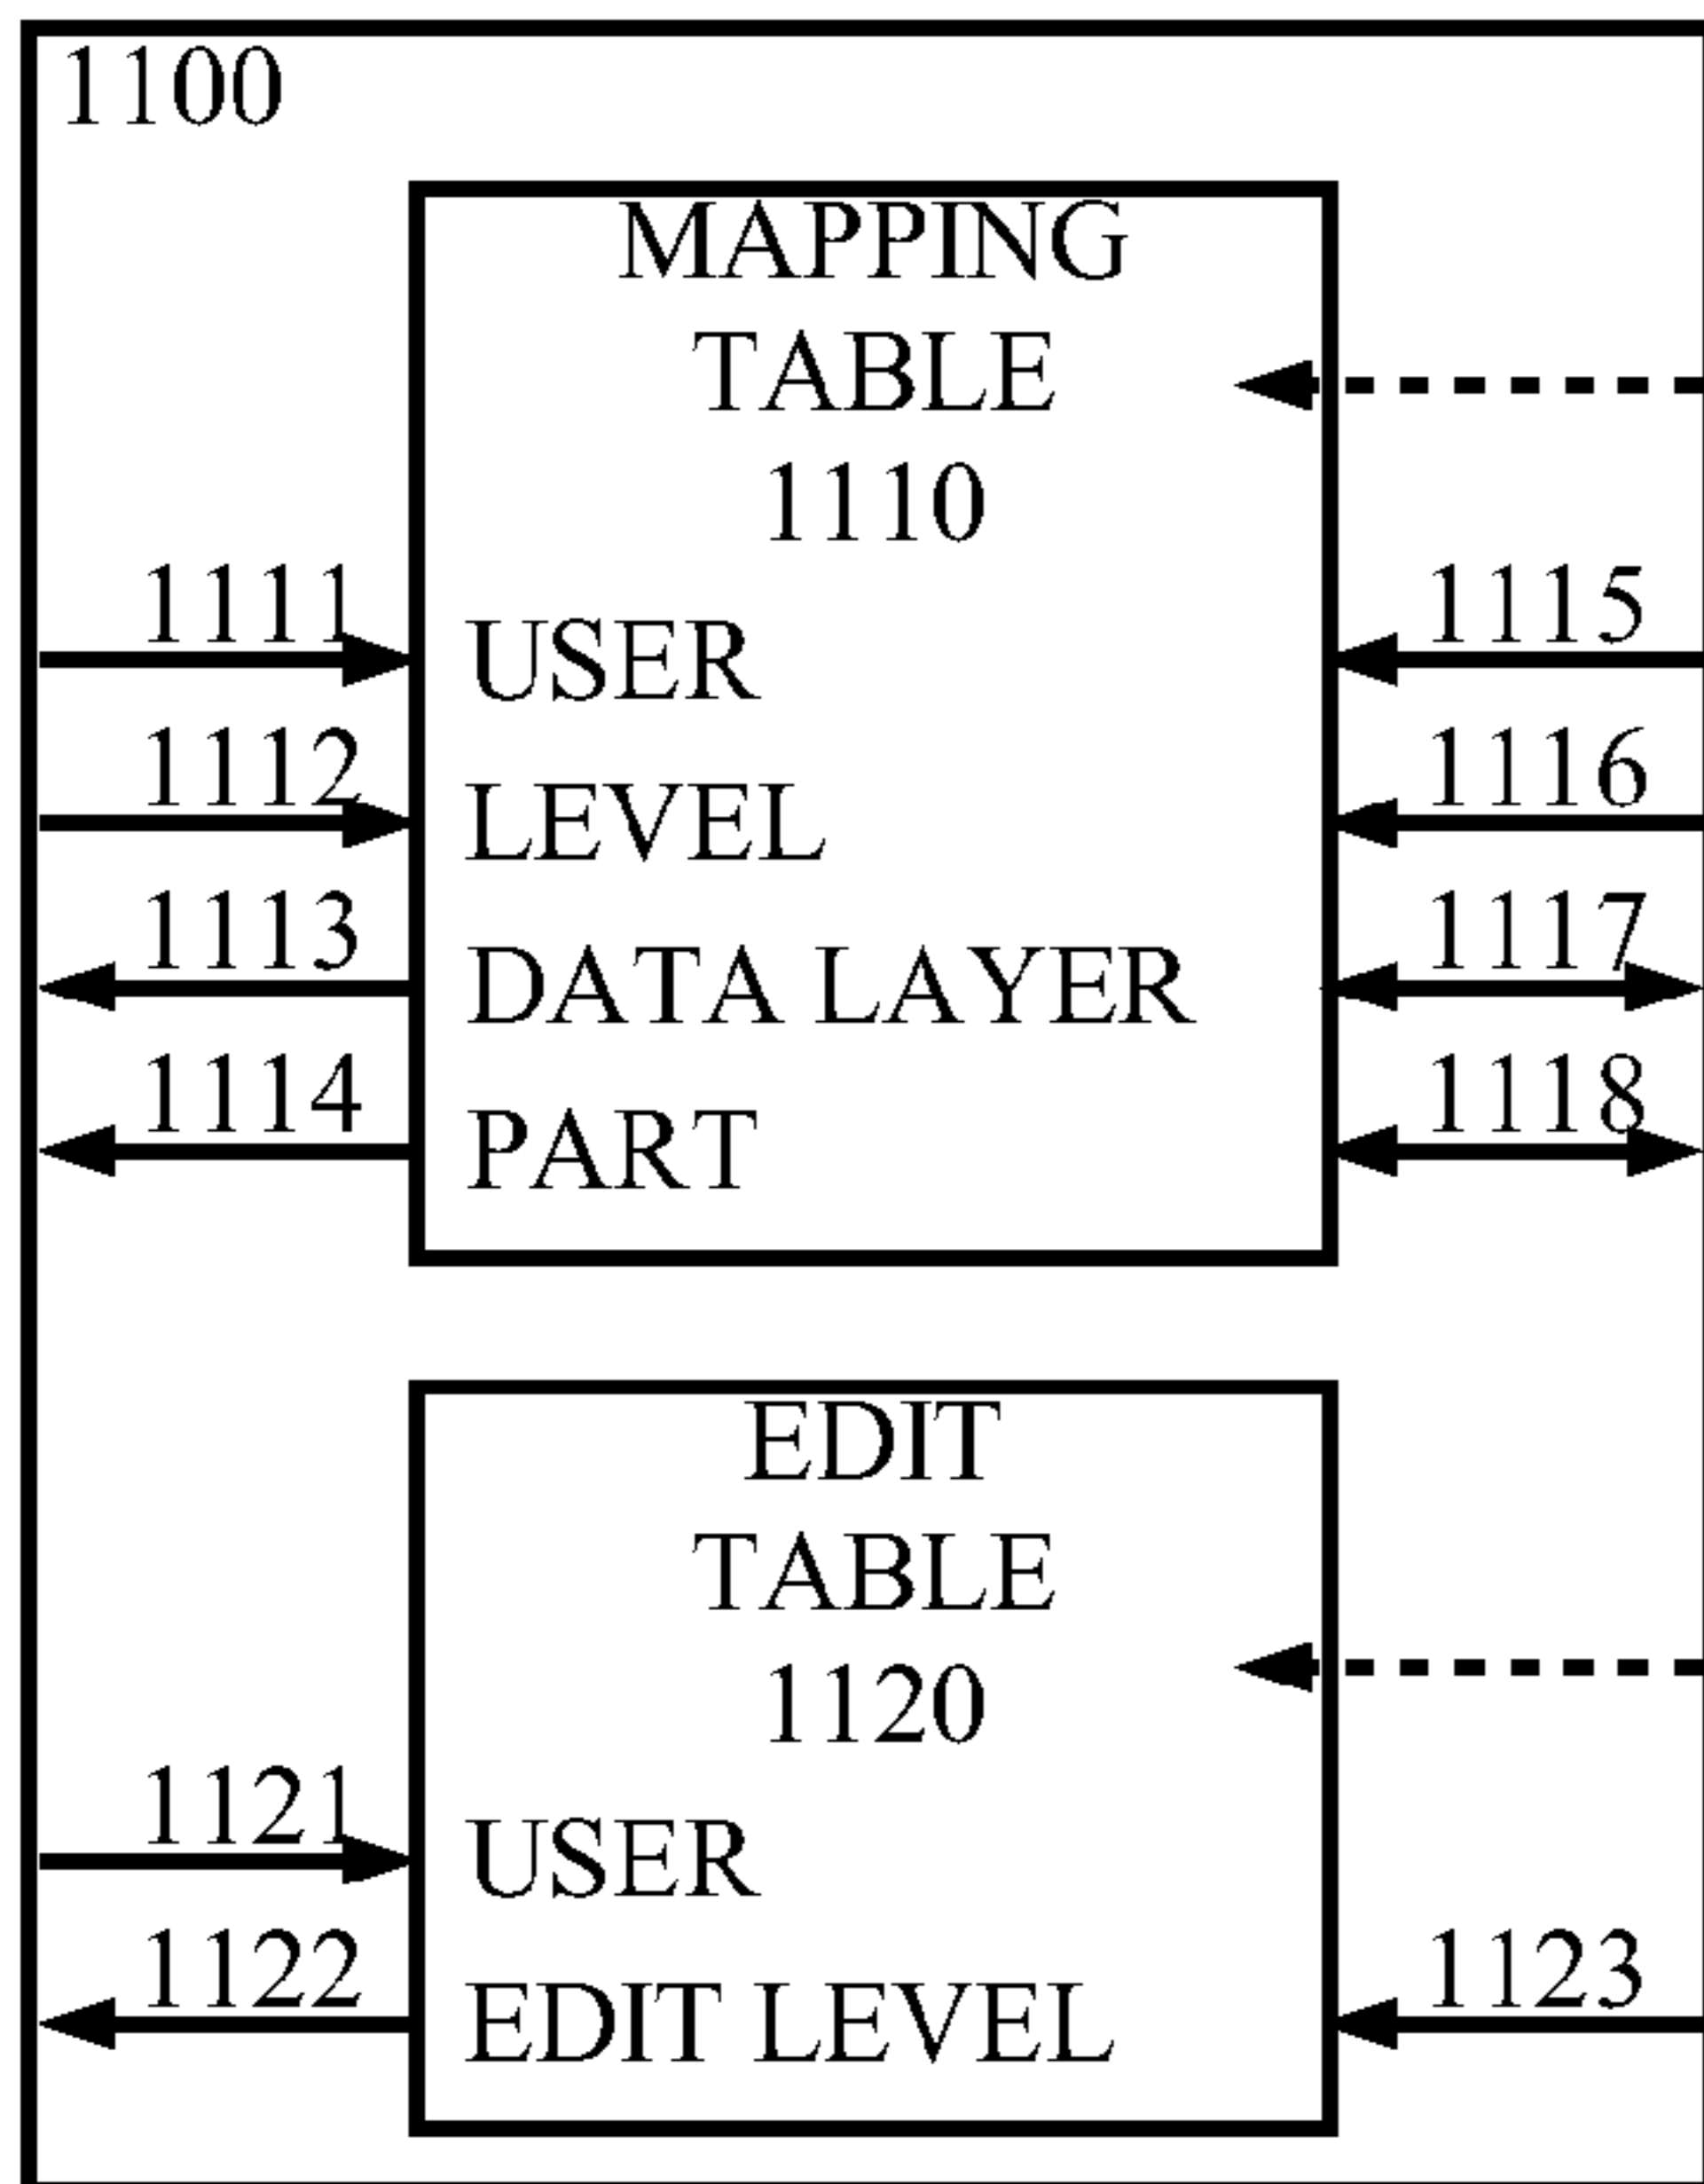 1100
MAPPING
TABLE
1110
1111
USER
1115
1112
LEVEL
1116
1113
DATA LAYER
1117
1114
PART
1118
EDIT
TABLE
1120
1121
USER
1122
EDIT LEVEL
1123